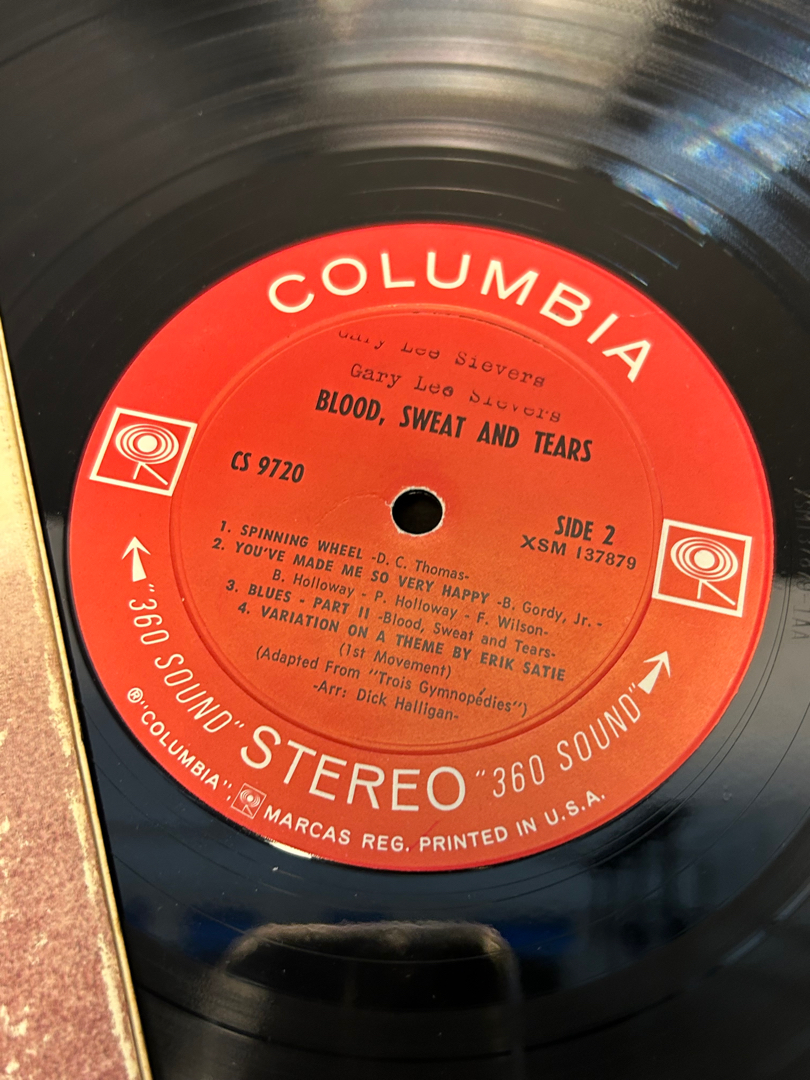 COLUMBIA
Gary Lee Sievers
Gary Lee Sievers
BLOOD, SWEAT AND TEARS
CS 9720
SIDE 2
XSM 137879
1. SPINNING WHEEL -D. C. Thomas-
2. YOU'VE MADE ME SO VERY HAPPY -B. Gordy, Jr. -
B. Holloway - P. Holloway - F. Wilson-
3. BLUES - PART II -Blood, Sweat and Tears-
4. VARIATION ON A THEME BY ERIK SATIE
(1st Movement)
(Adapted From "Trois Gymnopédies")
-Arr: Dick Halligan-
"360 SOUND" STEREO "360 SOUND"
® "COLUMBIA", MARCAS REG. PRINTED IN U.S.A.